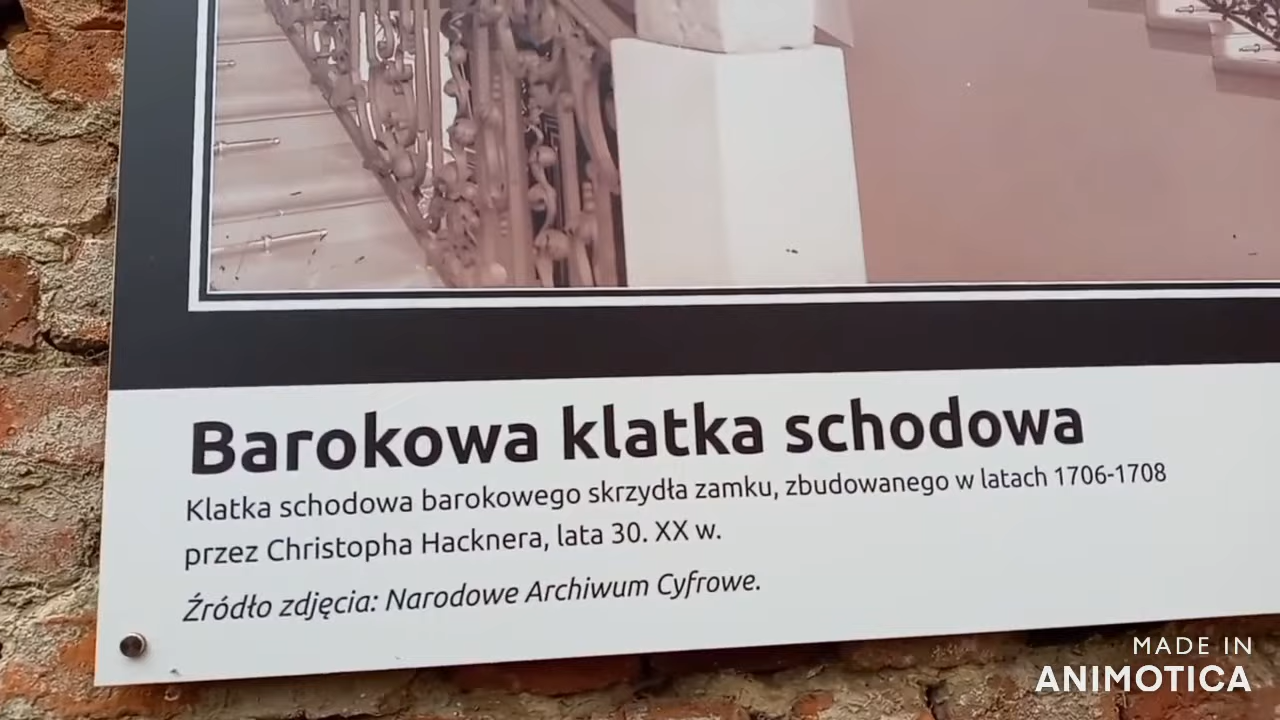 Barokowa klatka schodowa
Klatka schodowa barokowego skrzydła zamku, zbudowanego w latach 1706-1708
przez Christopha Hacknera, lata 30. XX w.
Źródło zdjęcia: Narodowe Archiwum Cyfrowe.
MADE IN
ANIMOTICA